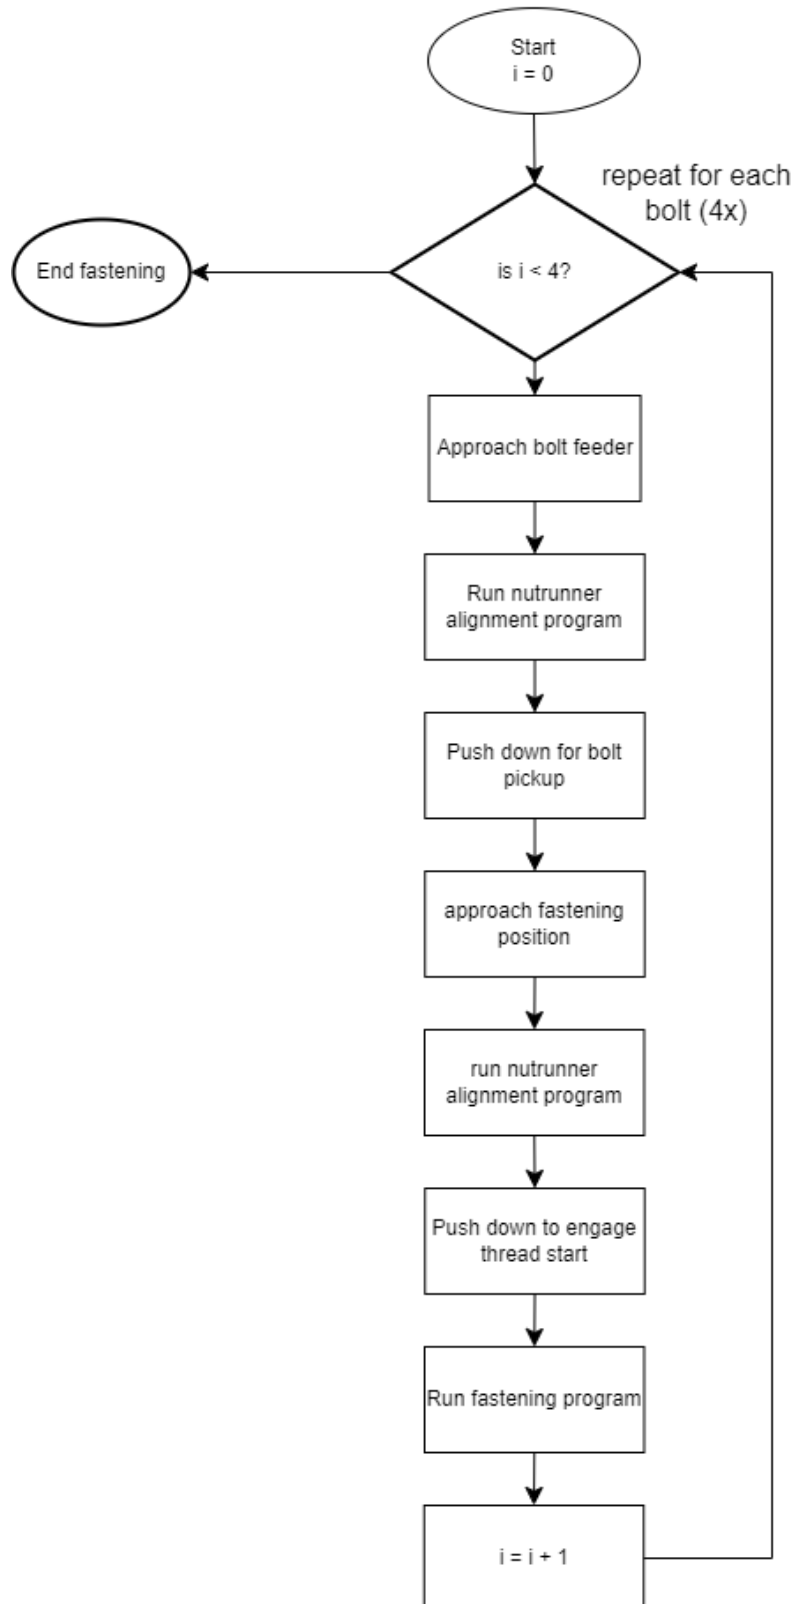 Start
i = 0
repeat for each
bolt (4x)
End fastening
is i < 4?
Approach bolt feeder
Run nutrunner
alignment program
Push down for bolt
pickup
approach fastening
position
run nutrunner
alignment program
Push down to engage
thread start
Run fastening program
i = i + 1